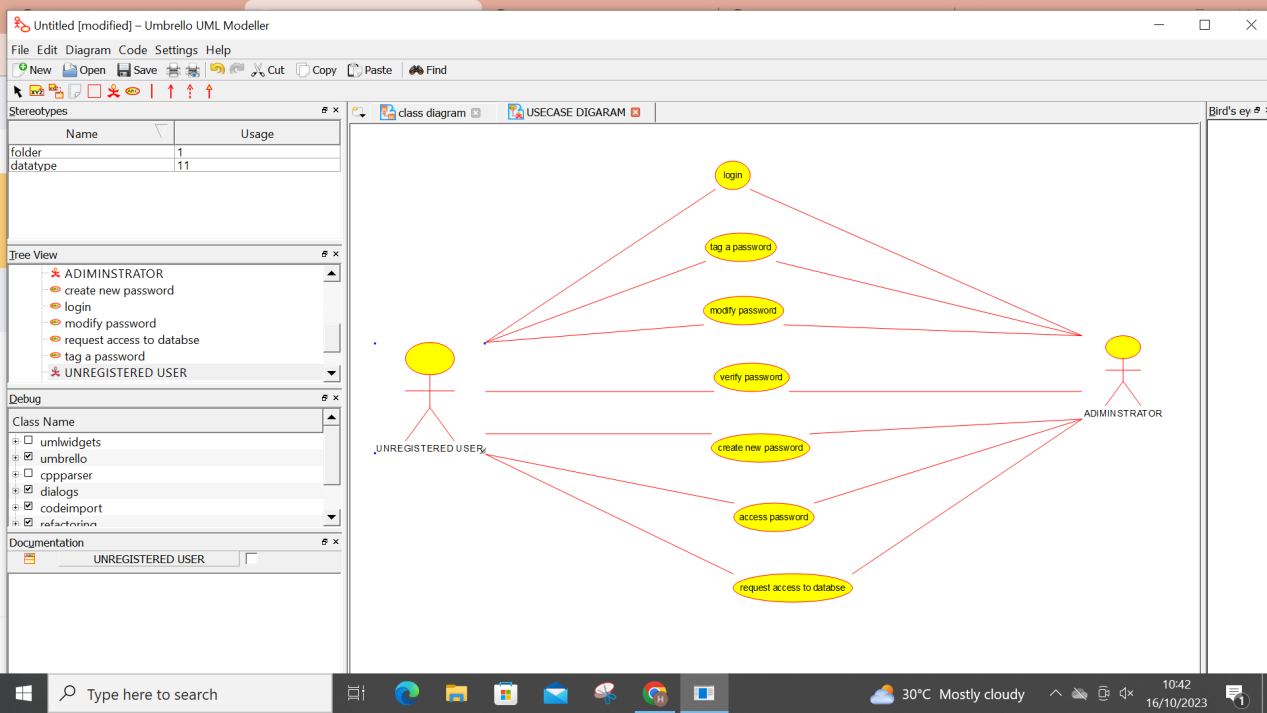 Untitled [modified] – Umbrello UML Modeller
File Edit Diagram Code Settings Help
New Open Save Cut Copy Paste Find
Stereotypes
Name Usage
folder 1
datatype 11
Tree View
ADIMINSTRATOR
create new password
login
modify password
request access to databse
tag a password
UNREGISTERED USER
Debug
Class Name
umlwidgets
umbrello
cppparser
dialogs
codeimport
refactoring
Documentation
UNREGISTERED USER
class diagram
USECASE DIGARAM
Bird's ey
login
tag a password
modify password
verify password
create new password
access password
request access to databse
UNREGISTERED USER
ADIMINSTRATOR
Type here to search
30°C Mostly cloudy
10:42
16/10/2023
1